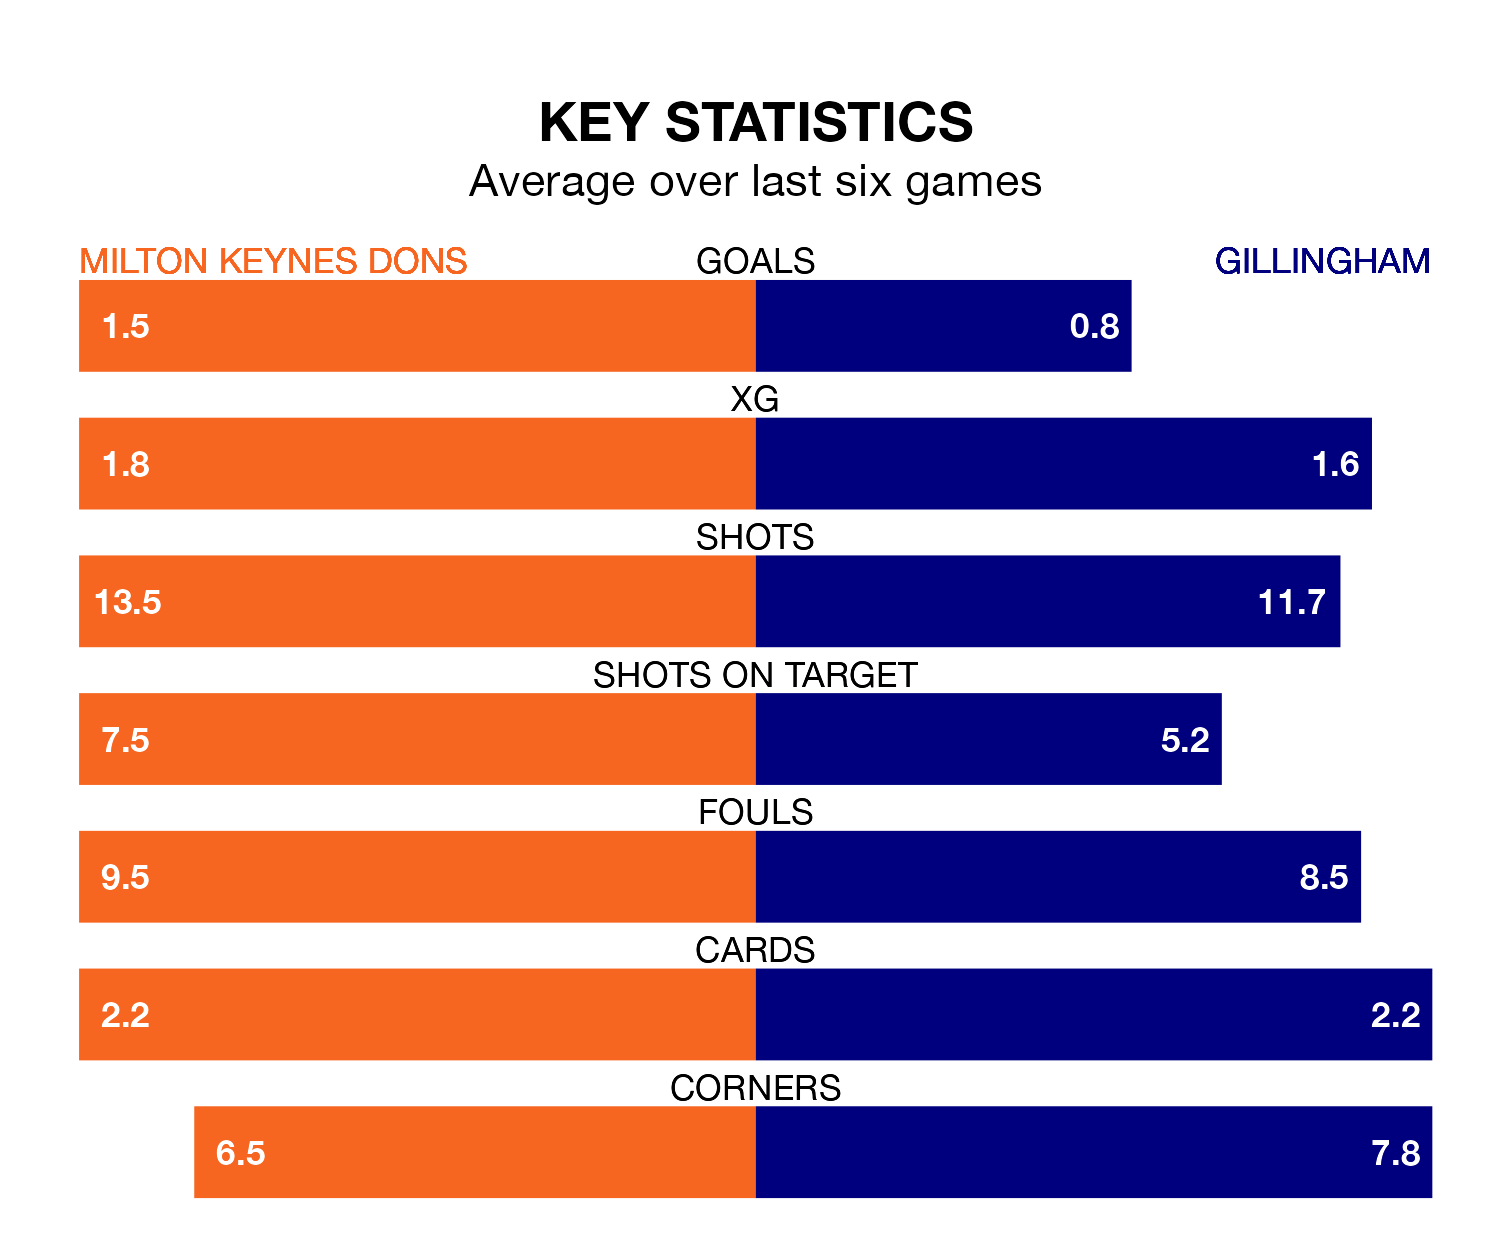 KEY STATISTICS
Average over last six games
MILTON KEYNES DONS GOALS GILLINGHAM
1.5 0.8
XG
1.8 1.6
SHOTS
13.5 11.7
SHOTS ON TARGET
7.5 5.2
FOULS
9.5 8.5
CARDS
2.2 2.2
CORNERS
6.5 7.8